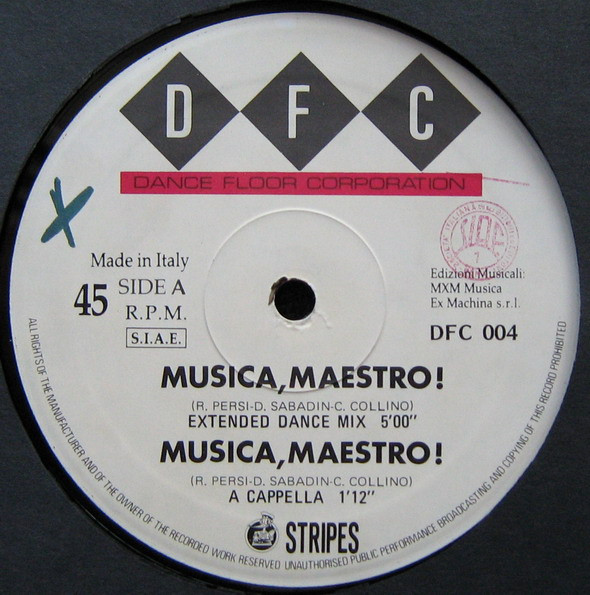 D F C
DANCE FLOOR CORPORATION
X
Made in Italy
45 SIDE A
R.P.M.
S.I.A.E.
Edizioni Musicali:
MXM Musica
Ex Machina s.r.l.
DFC 004
MUSICA,MAESTRO!
(R. PERSI-D. SABADIN-C. COLLINO)
EXTENDED DANCE MIX 5'00"
MUSICA,MAESTRO!
(R. PERSI-D. SABADIN-C. COLLINO)
A CAPPELLA 1'12"
STRIPES
ALL RIGHTS OF THE MANUFACTURER AND OF THE OWNER OF THE RECORDED WORK RESERVED UNAUTHORISED PUBLIC PERFORMANCE BROADCASTING AND COPYING OF THIS RECORD PROHIBITED